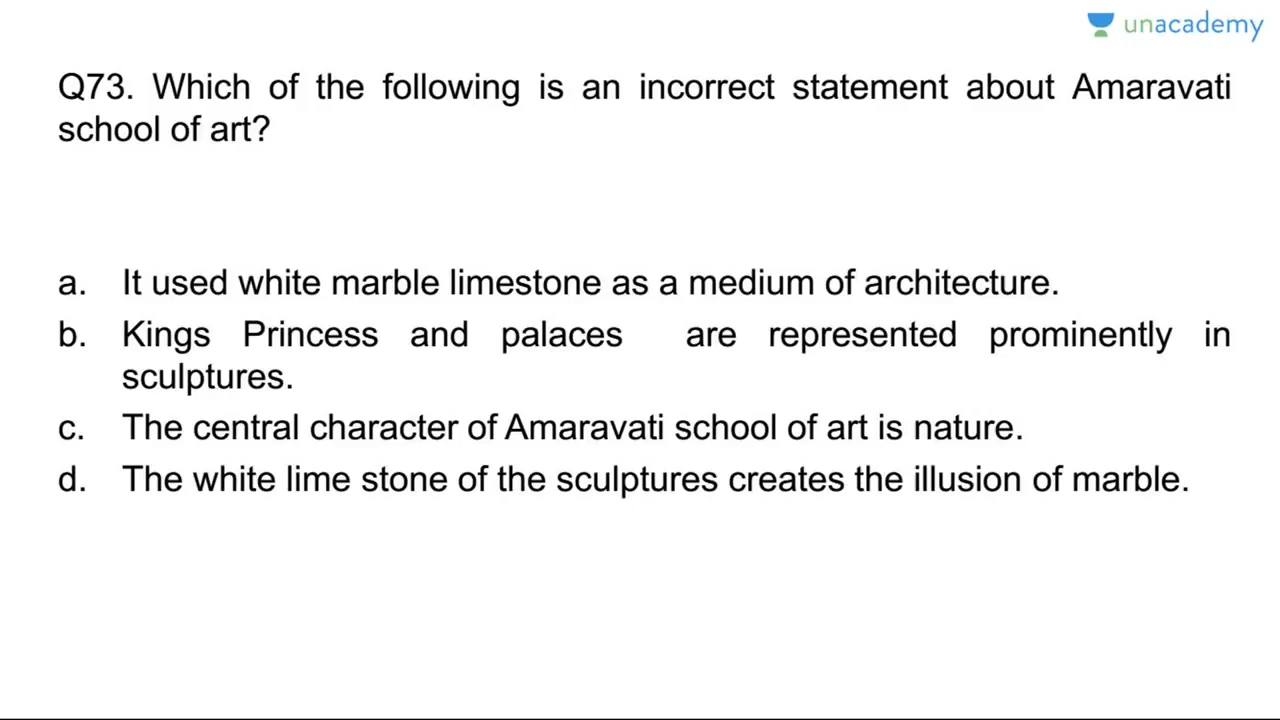 unacademy
Q73. Which of the following is an incorrect statement about Amaravati
school of art?
a. It used white marble limestone as a medium of architecture.
b. Kings Princess and palaces are represented prominently in
sculptures.
c. The central character of Amaravati school of art is nature.
d. The white lime stone of the sculptures creates the illusion of marble.